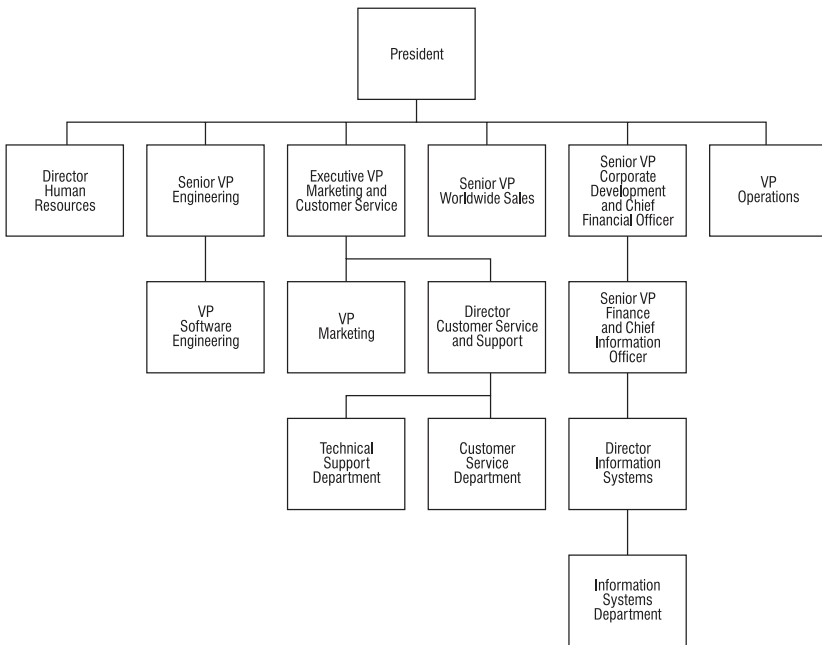 President
Director
Human
Resources
Senior VP
Engineering
Executive VP
Marketing and
Customer Service
Senior VP
Worldwide Sales
Senior VP
Corporate
Development
and Chief
Financial Officer
VP
Operations
VP
Software
Engineering
VP
Marketing
Director
Customer Service
and Support
Senior VP
Finance
and Chief
Information
Officer
Technical
Support
Department
Customer
Service
Department
Director
Information
Systems
Information
Systems
Department